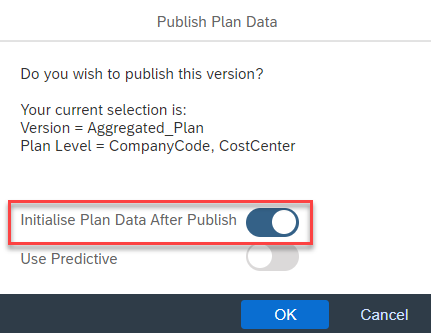 Publish Plan Data
Do you wish to publish this version?
Your current selection is:
Version = Aggregated_Plan
Plan Level = CompanyCode, CostCenter
Initialise Plan Data After Publish
Use Predictive
OK
Cancel